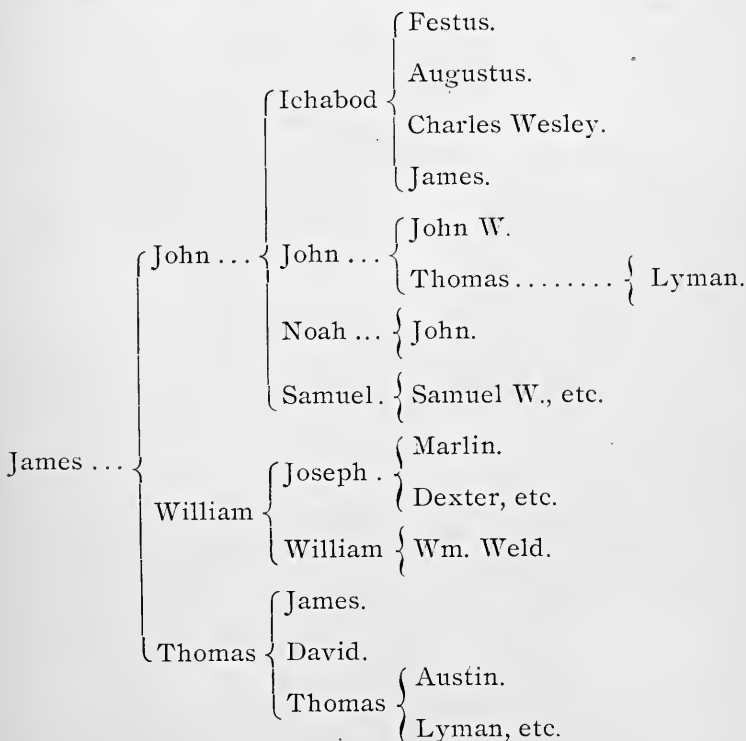 Festus.
Augustus.
Ichabod
Charles Wesley.
James.
John W.
John ... John ...
Thomas ........ Lyman.
Noah ... John.
Samuel . Samuel W., etc.
Marlin.
James ...
Joseph .
Dexter, etc.
William
William Wm. Weld.
James.
Thomas David.
Austin.
Thomas
Lyman, etc.